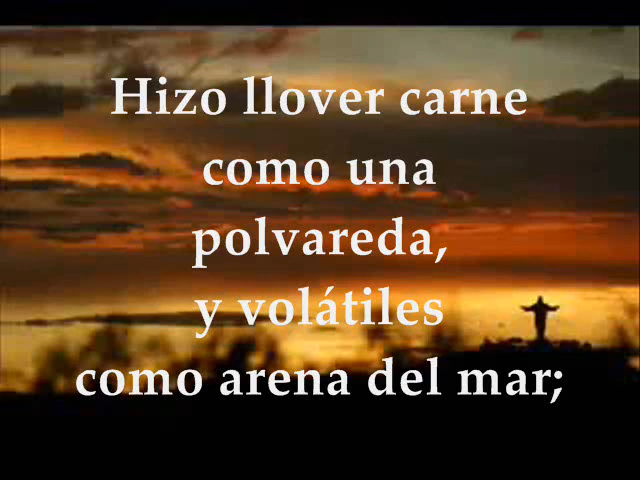 Hizo llover carne
como una
polvareda,
y volátiles
como arena del mar;